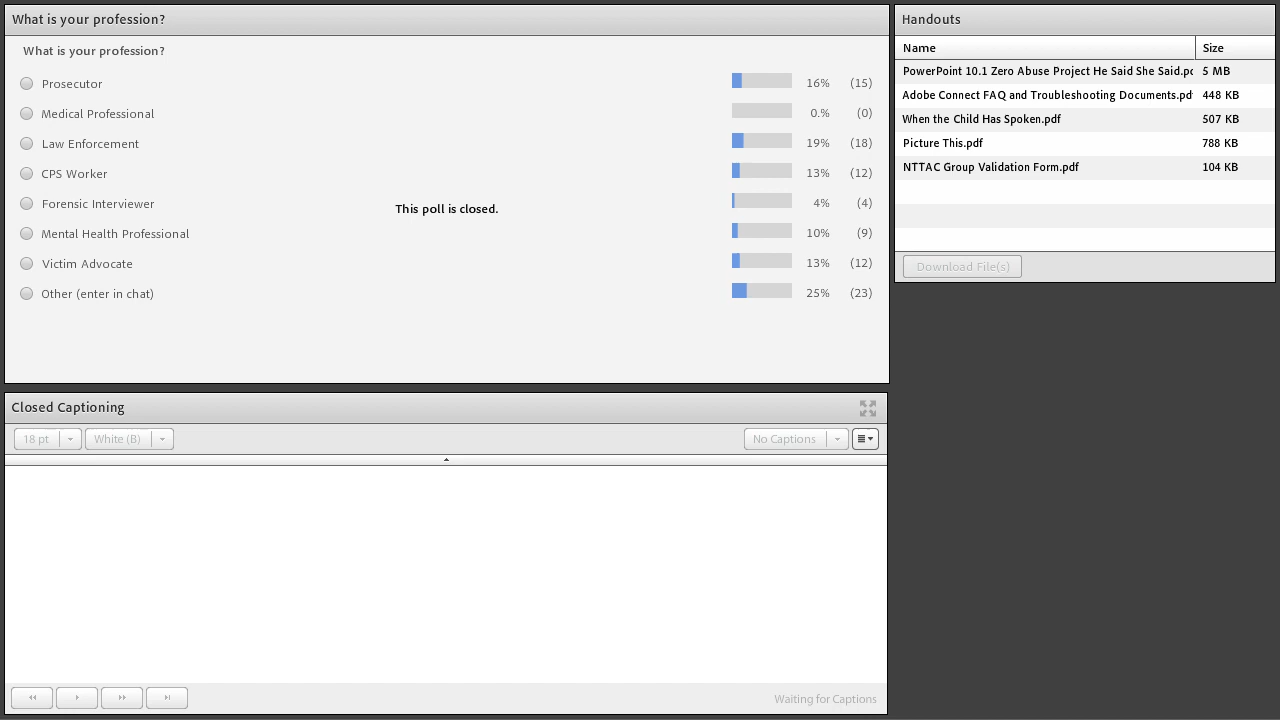 What is your profession?
What is your profession?
Prosecutor 16% (15)
Medical Professional 0.% (0)
Law Enforcement 19% (18)
CPS Worker 13% (12)
Forensic Interviewer 4% (4)
This poll is closed.
Mental Health Professional 10% (9)
Victim Advocate 13% (12)
Other (enter in chat) 25% (23)
Handouts
Name Size
PowerPoint 10.1 Zero Abuse Project He Said She Said.pd 5 MB
Adobe Connect FAQ and Troubleshooting Documents.pdf 448 KB
When the Child Has Spoken.pdf 507 KB
Picture This.pdf 788 KB
NTTAC Group Validation Form.pdf 104 KB
Download File(s)
Closed Captioning
18 pt White (B) No Captions
Waiting for Captions